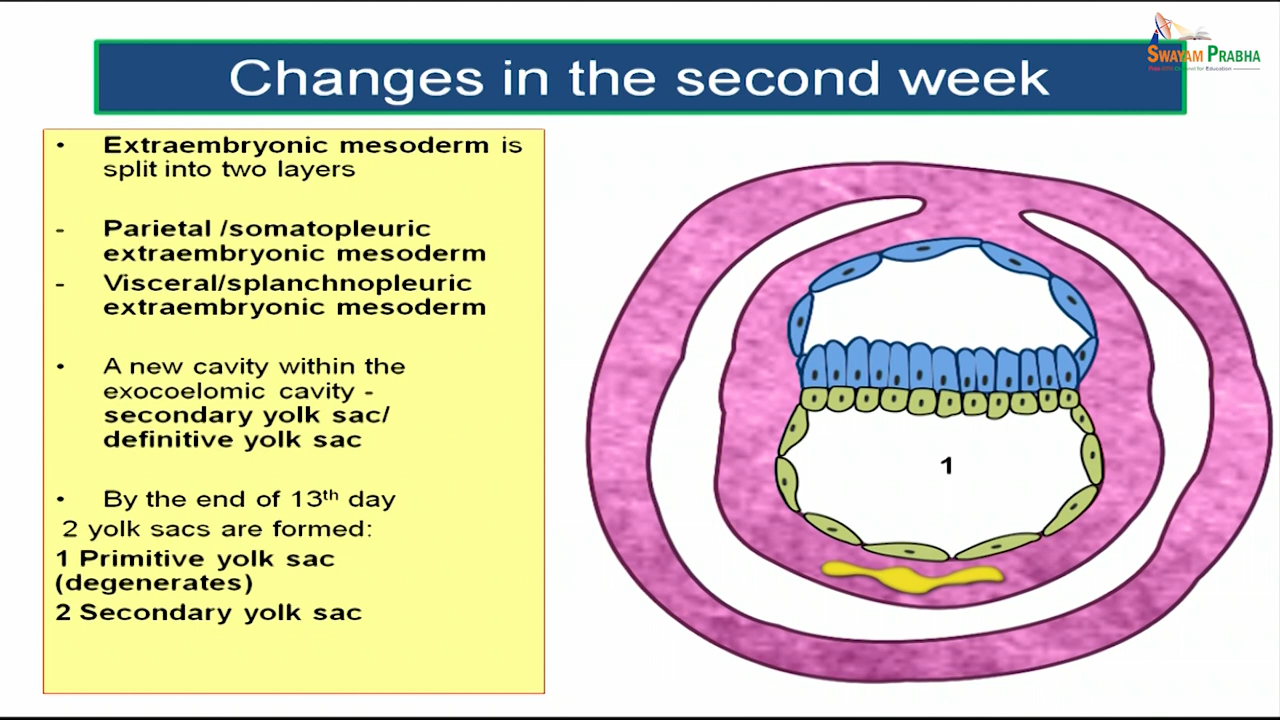 SWAYAM PRABHA
Changes in the second week
• Extraembryonic mesoderm is
split into two layers
- Parietal /somatopleuric
extraembryonic mesoderm
- Visceral/splanchnopleuric
extraembryonic mesoderm
• A new cavity within the
exocoelomic cavity -
secondary yolk sac/
definitive yolk sac
• By the end of 13th day
2 yolk sacs are formed:
1 Primitive yolk sac
(degenerates)
2 Secondary yolk sac
1